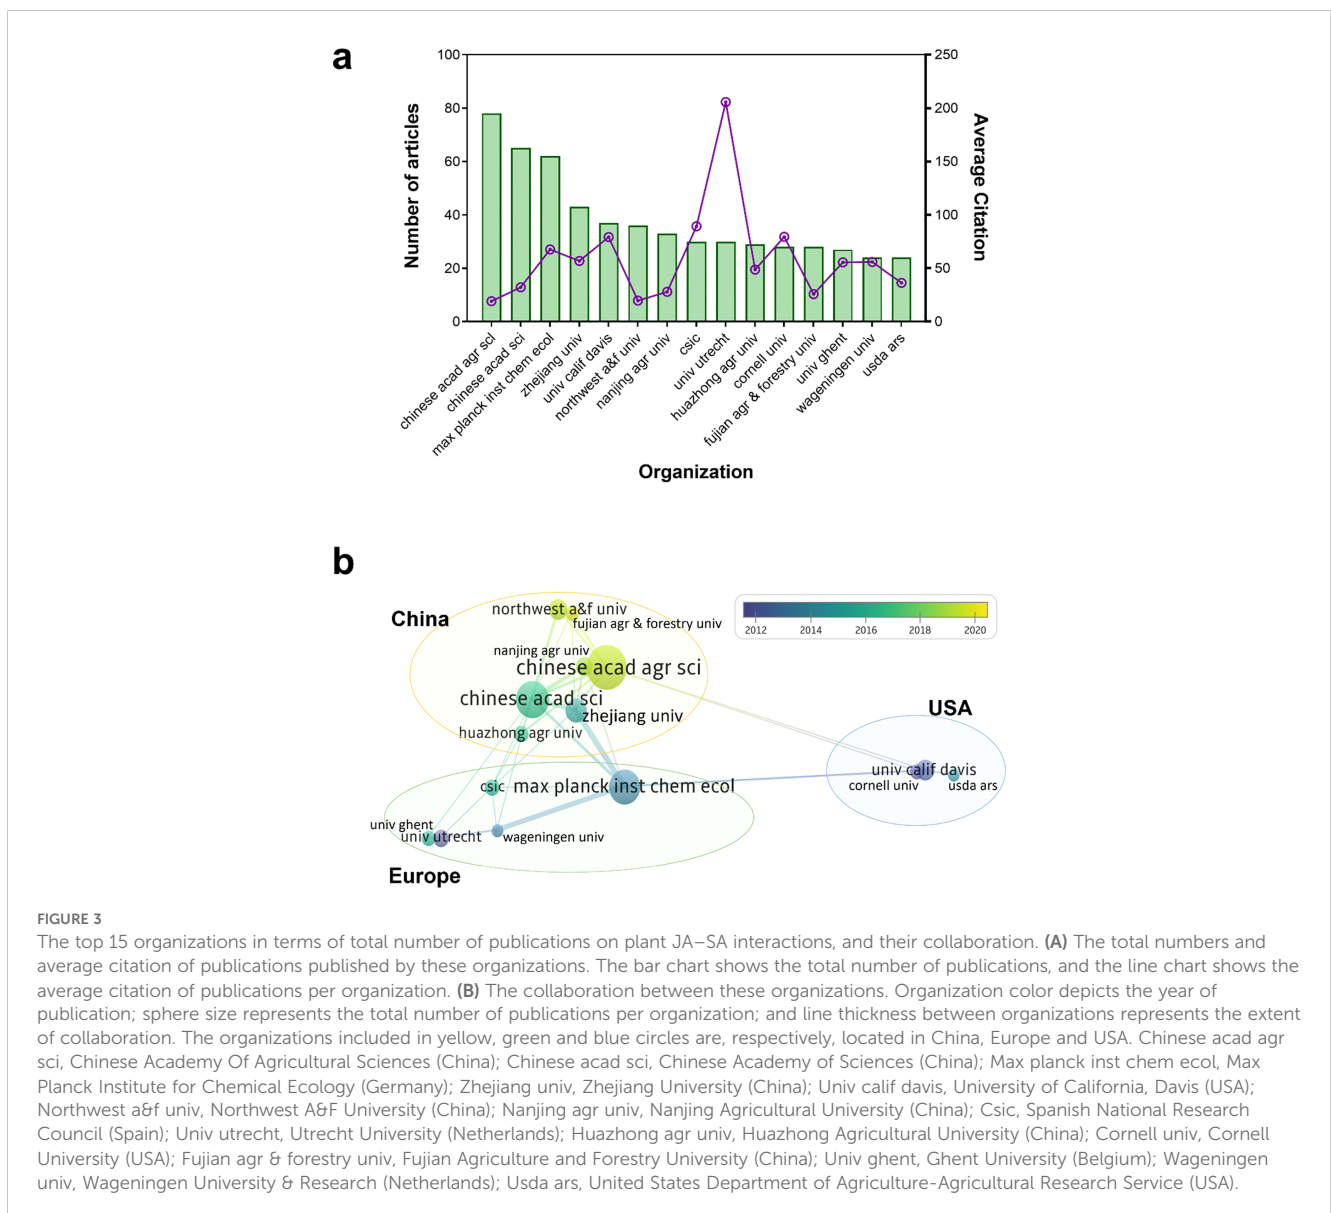 a
100
80
60
40
20
0
250
200
150
100
50
0
Number of articles
Average Citation
chinese acad agr scl
chinese acad sci
max planck inst chem ecol
zhejiang univ
univ calif davis
northwest a&f univ
nanjing agr univ
csic
univ utrecht
huazhong agr univ
cornell univ
fujian agr & forestry univ
univ ghent
wageningen univ
usda ars
Organization
b
China
northwest a&f univ
fujian agr & forestry univ
nanjing agr univ
chinese acad agr sci
chinese acad sci
zhejiang univ
huazhong agr univ
2012 2014 2016 2018 2020
USA
univ calif davis
cornell univ
usda ars
csic
max planck inst chem ecol
univ ghent
univ utrecht
wageningen univ
Europe
FIGURE 3
The top 15 organizations in terms of total number of publications on plant JA–SA interactions, and their collaboration. (A) The total numbers and
average citation of publications published by these organizations. The bar chart shows the total number of publications, and the line chart shows the
average citation of publications per organization. (B) The collaboration between these organizations. Organization color depicts the year of
publication; sphere size represents the total number of publications per organization; and line thickness between organizations represents the extent
of collaboration. The organizations included in yellow, green and blue circles are, respectively, located in China, Europe and USA. Chinese acad agr
sci, Chinese Academy Of Agricultural Sciences (China); Chinese acad sci, Chinese Academy of Sciences (China); Max planck inst chem ecol, Max
Planck Institute for Chemical Ecology (Germany); Zhejiang univ, Zhejiang University (China); Univ calif davis, University of California, Davis (USA);
Northwest a&f univ, Northwest A&F University (China); Nanjing agr univ, Nanjing Agricultural University (China); Csic, Spanish National Research
Council (Spain); Univ utrecht, Utrecht University (Netherlands); Huazhong agr univ, Huazhong Agricultural University (China); Cornell univ, Cornell
University (USA); Fujian agr & forestry univ, Fujian Agriculture and Forestry University (China); Univ ghent, Ghent University (Belgium); Wageningen
univ, Wageningen University & Research (Netherlands); Usda ars, United States Department of Agriculture-Agricultural Research Service (USA).